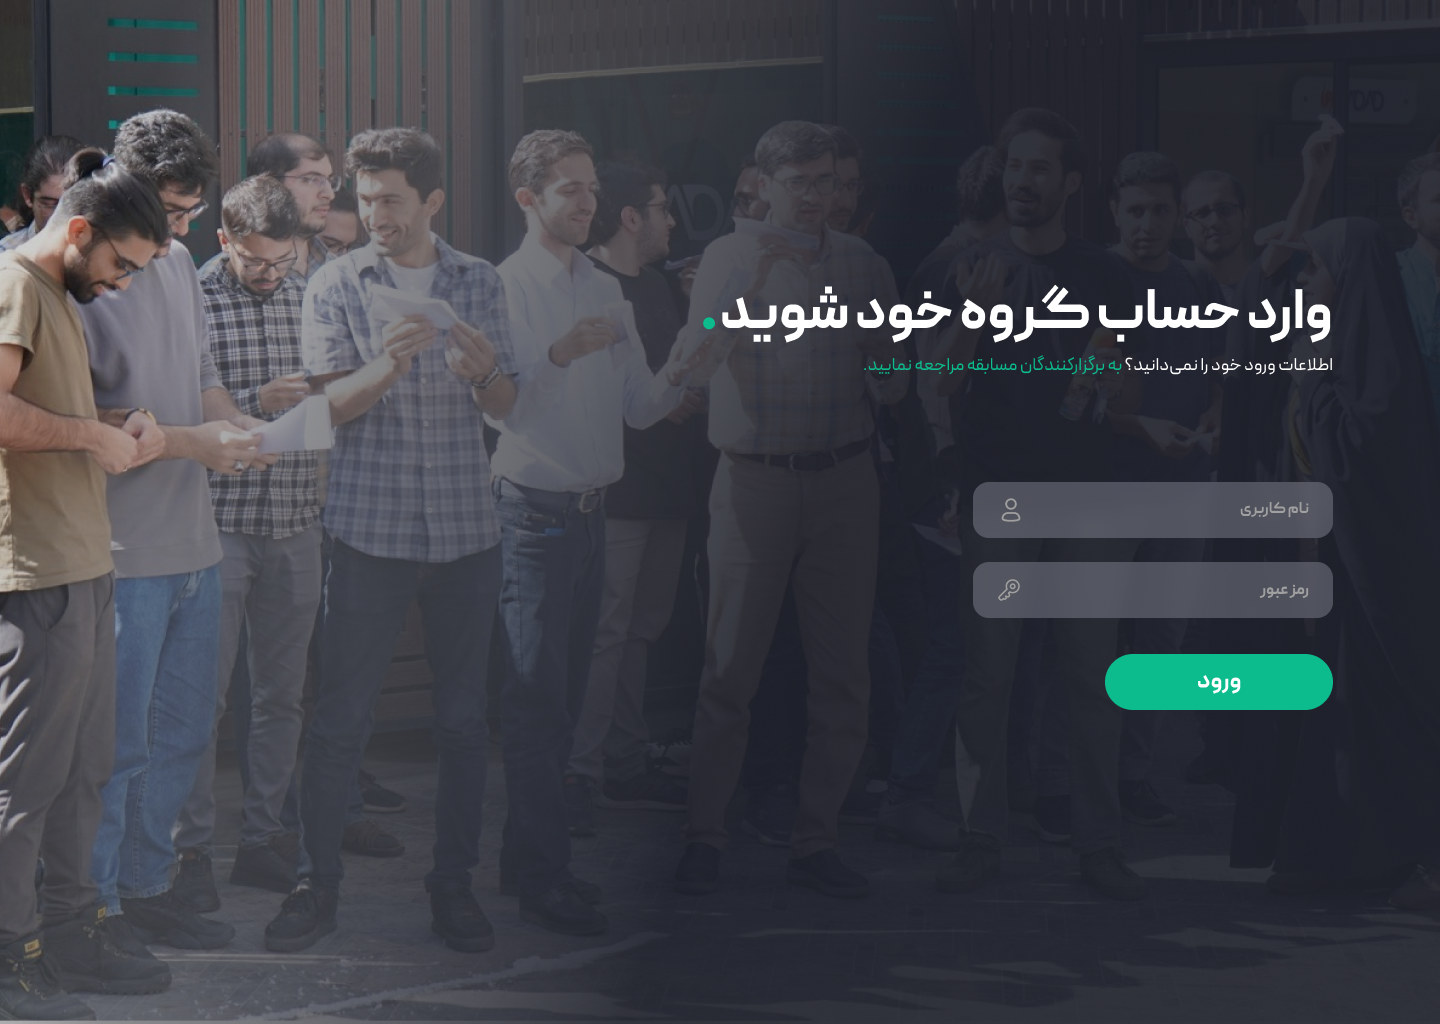 وارد حساب گروه خود شوید.
اطلاعات ورود خود را نمی‌دانید؟ به برگزارکنندگان مسابقه مراجعه نمایید.
نام کاربری
رمز عبور
ورود